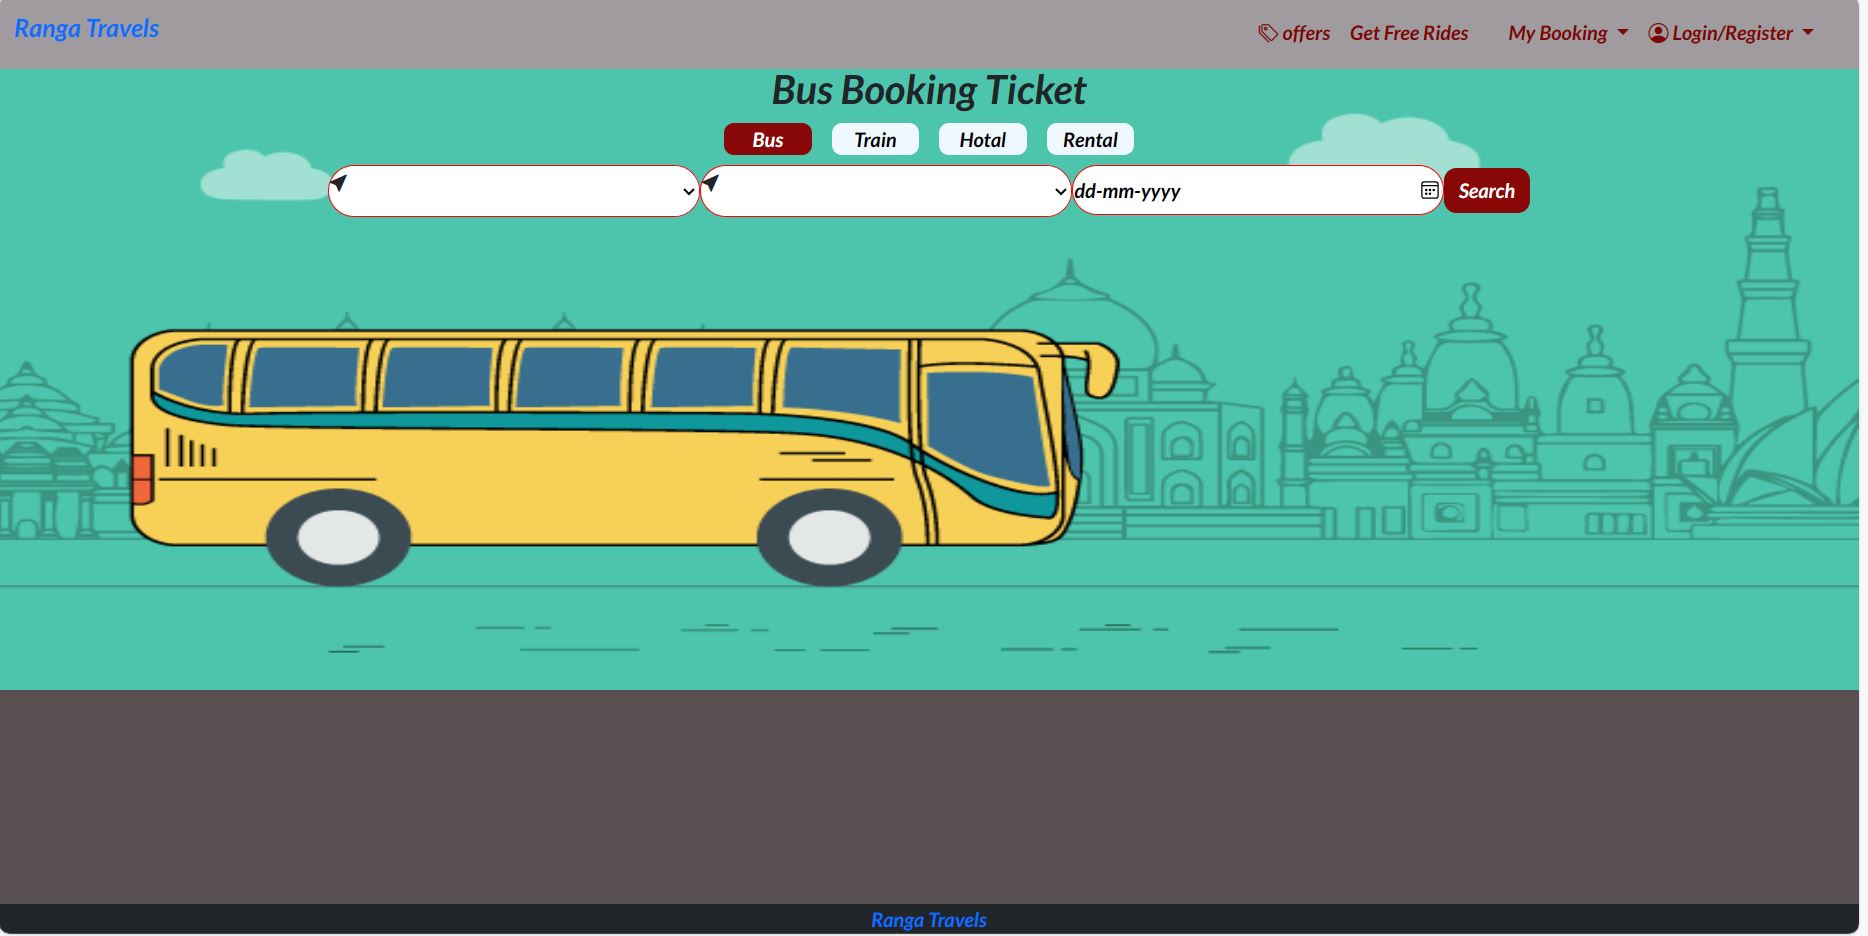 Ranga Travels
offers Get Free Rides My Booking Login/Register
Bus Booking Ticket
Bus Train Hotal Rental
dd-mm-yyyy Search
Ranga Travels